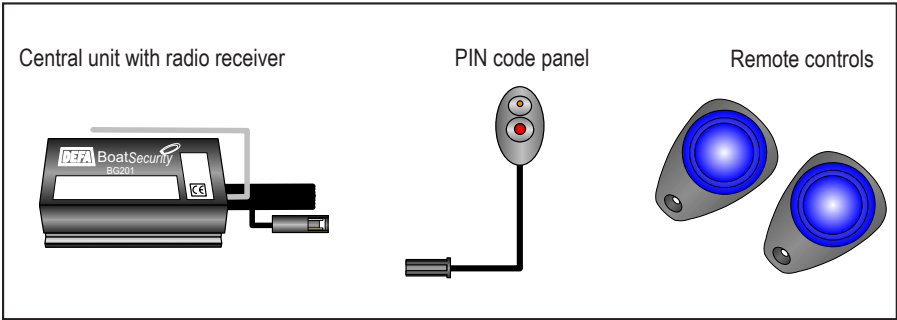 Central unit with radio receiver
PIN code panel
Remote controls
DEFA BoatSecurity
BG201
CE